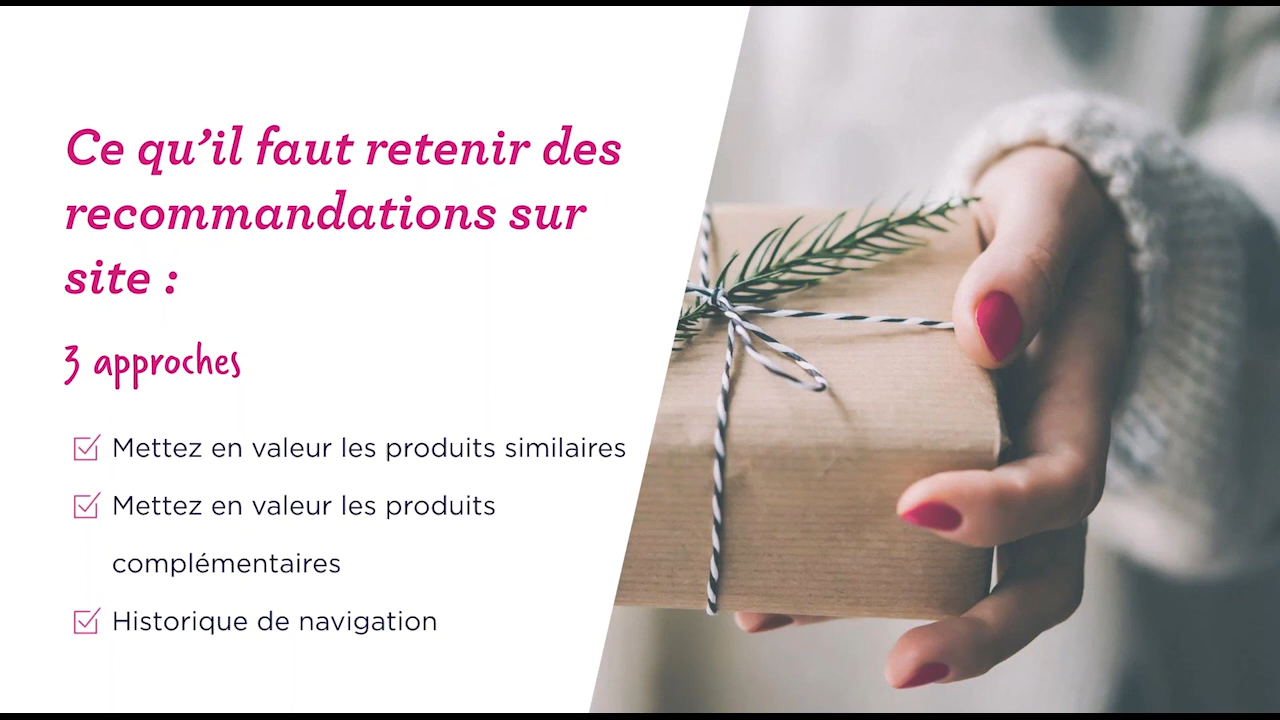 Ce qu’il faut retenir des
recommandations sur
site :
3 approches
Mettez en valeur les produits similaires
Mettez en valeur les produits
complémentaires
Historique de navigation